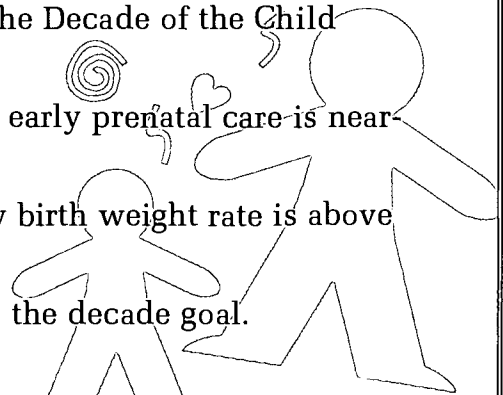 he Decade of the Child
early prenatal care is near-
birth weight rate is above
the decade goal.